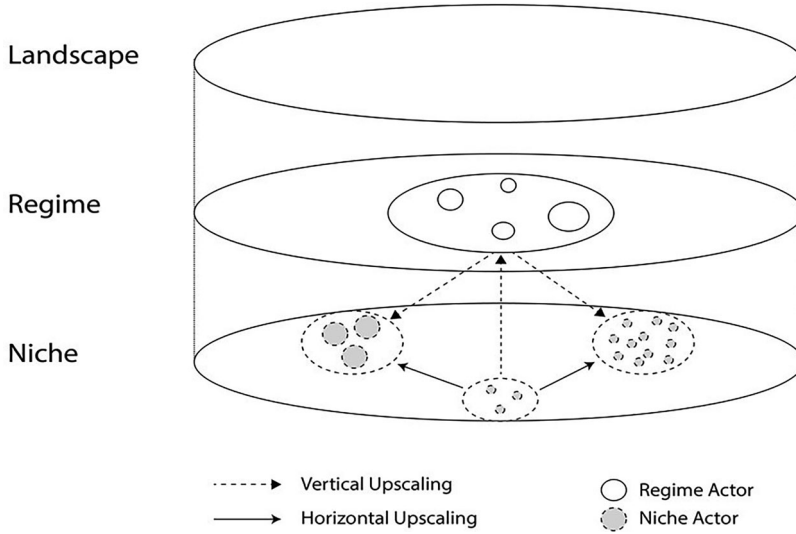 Landscape
Regime
Niche
Vertical Upscaling
Horizontal Upscaling
Regime Actor
Niche Actor